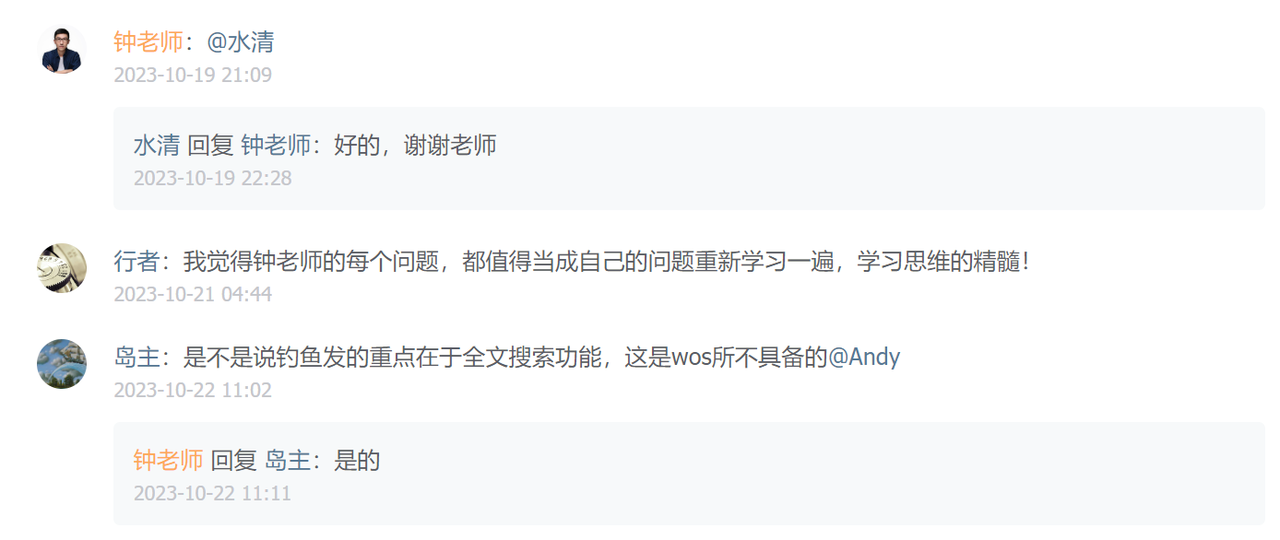 钟老师：@水清
2023-10-19 21:09
水清 回复 钟老师：好的，谢谢老师
2023-10-19 22:28
行者：我觉得钟老师的每个问题，都值得当成自己的问题重新学习一遍，学习思维的精髓！
2023-10-21 04:44
岛主：是不是说钓鱼发的重点在于全文搜索功能，这是wos所不具备的@Andy
2023-10-22 11:02
钟老师 回复 岛主：是的
2023-10-22 11:11